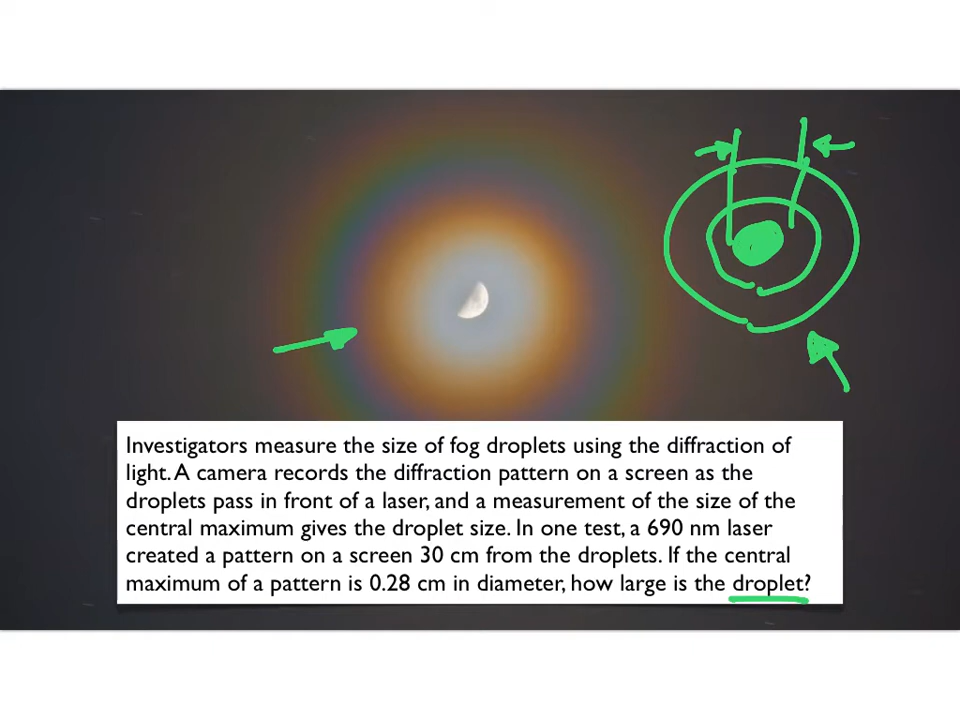 Investigators measure the size of fog droplets using the diffraction of
light. A camera records the diffraction pattern on a screen as the
droplets pass in front of a laser, and a measurement of the size of the
central maximum gives the droplet size. In one test, a 690 nm laser
created a pattern on a screen 30 cm from the droplets. If the central
maximum of a pattern is 0.28 cm in diameter, how large is the droplet?